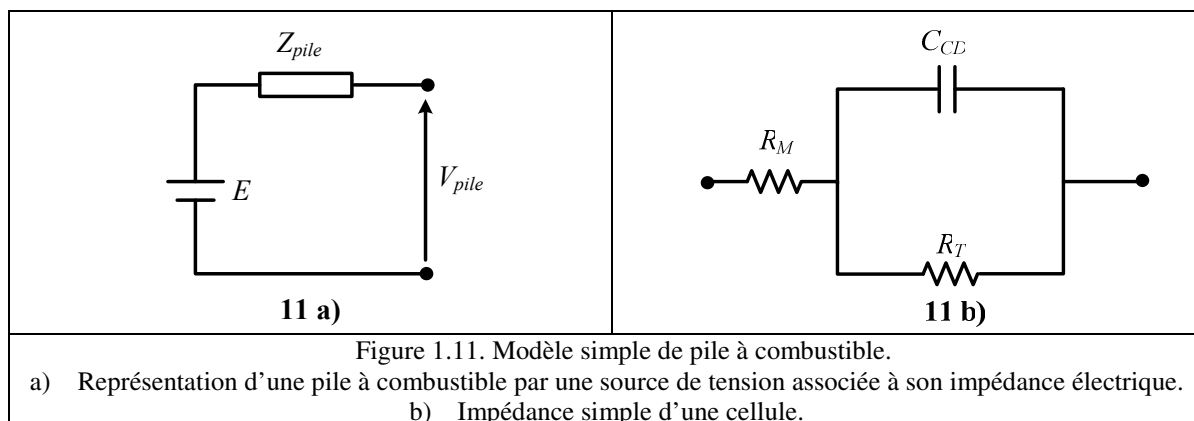 Z_pile
E
V_pile
11 a)
C_CD
R_M
R_T
11 b)
Figure 1.11. Modèle simple de pile à combustible.
a) Représentation d'une pile à combustible par une source de tension associée à son impédance électrique.
b) Impédance simple d'une cellule.